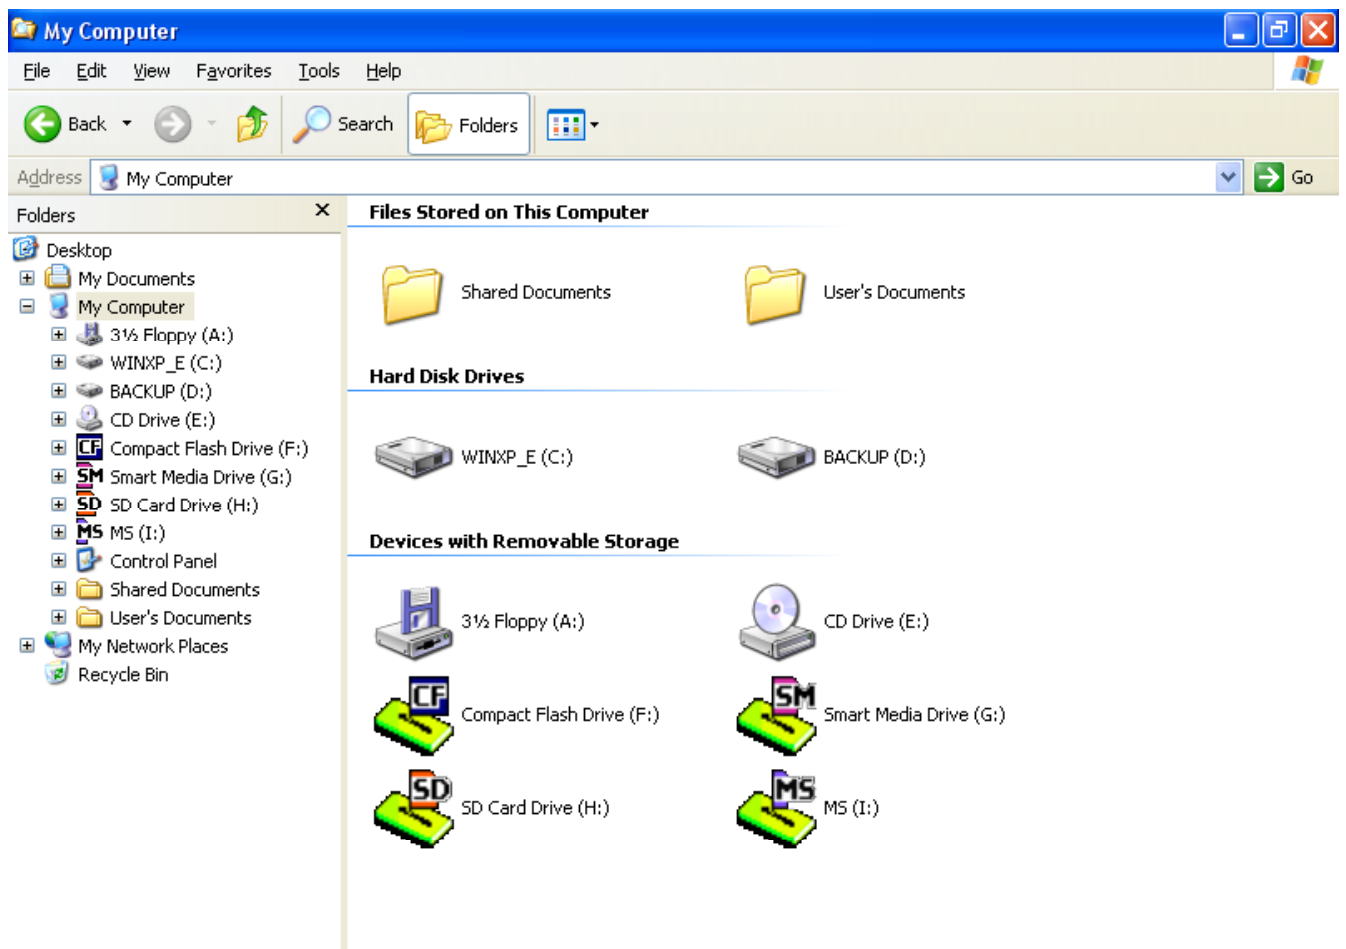 My Computer
File Edit View Favorites Tools Help
Back Search Folders
Address My Computer Go
Folders
Desktop
My Documents
My Computer
3½ Floppy (A:)
WINXP_E (C:)
BACKUP (D:)
CD Drive (E:)
CF Compact Flash Drive (F:)
SM Smart Media Drive (G:)
SD SD Card Drive (H:)
MS MS (I:)
Control Panel
Shared Documents
User's Documents
My Network Places
Recycle Bin
Files Stored on This Computer
Shared Documents User's Documents
Hard Disk Drives
WINXP_E (C:) BACKUP (D:)
Devices with Removable Storage
3½ Floppy (A:) CD Drive (E:)
CF Compact Flash Drive (F:) SM Smart Media Drive (G:)
SD SD Card Drive (H:) MS MS (I:)